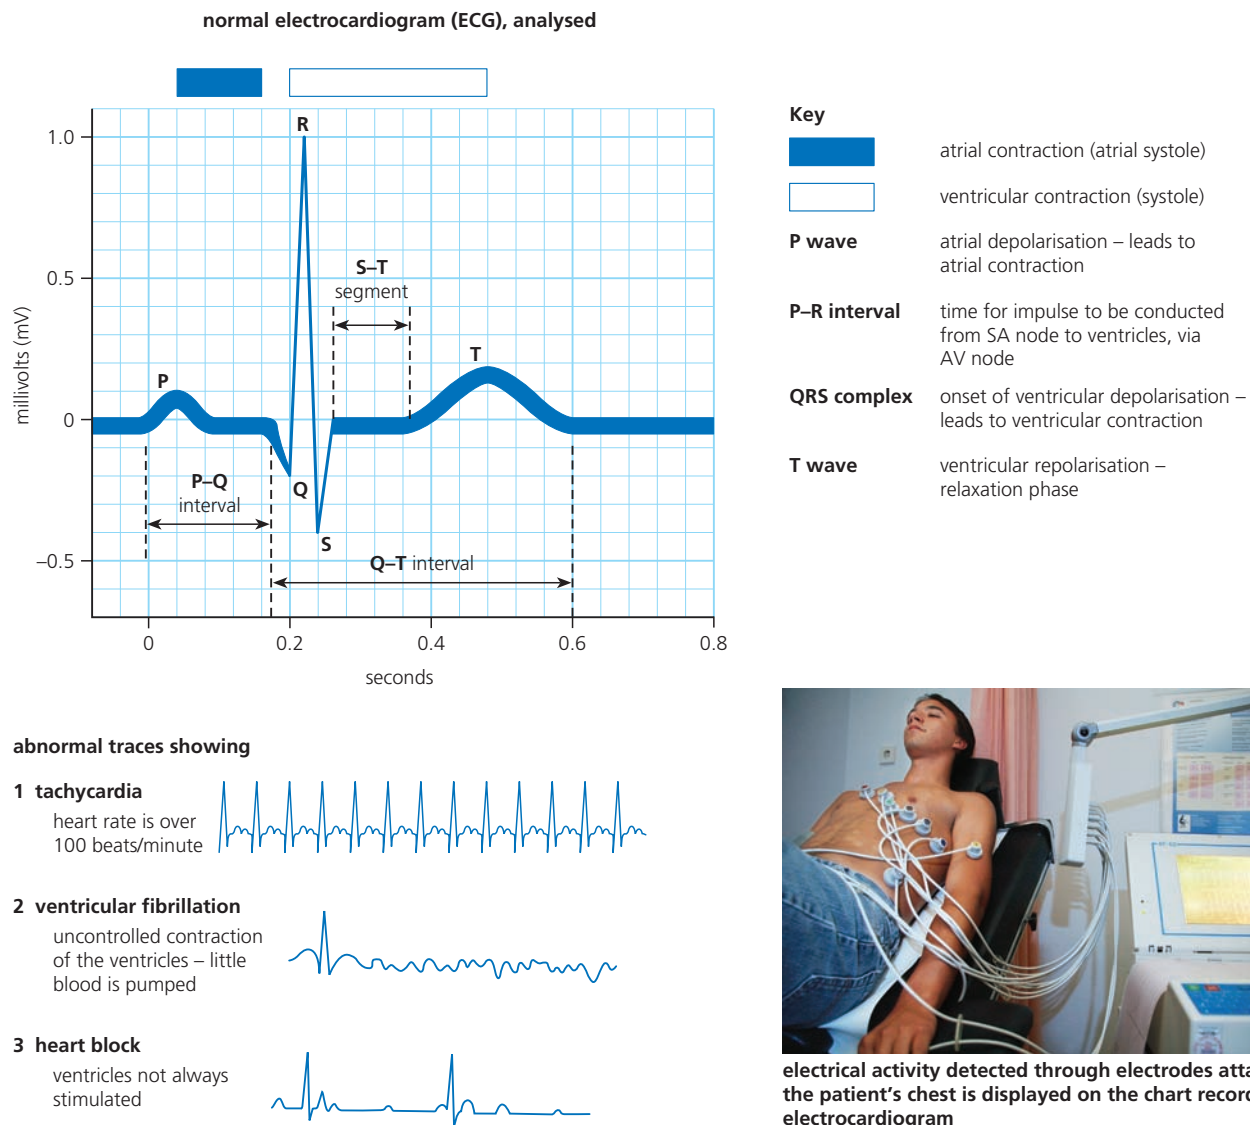 normal electrocardiogram (ECG), analysed
1.0
0.5
0
–0.5
millivolts (mV)
R
S–T
segment
T
P
P–Q
interval
Q
S
Q–T interval
0
0.2
0.4
0.6
0.8
seconds
Key
atrial contraction (atrial systole)
ventricular contraction (systole)
P wave atrial depolarisation – leads to
atrial contraction
P–R interval time for impulse to be conducted
from SA node to ventricles, via
AV node
QRS complex onset of ventricular depolarisation –
leads to ventricular contraction
T wave ventricular repolarisation –
relaxation phase
abnormal traces showing
1 tachycardia
heart rate is over
100 beats/minute
2 ventricular fibrillation
uncontrolled contraction
of the ventricles – little
blood is pumped
3 heart block
ventricles not always
stimulated
electrical activity detected through electrodes atta
the patient’s chest is displayed on the chart record
electrocardiogram